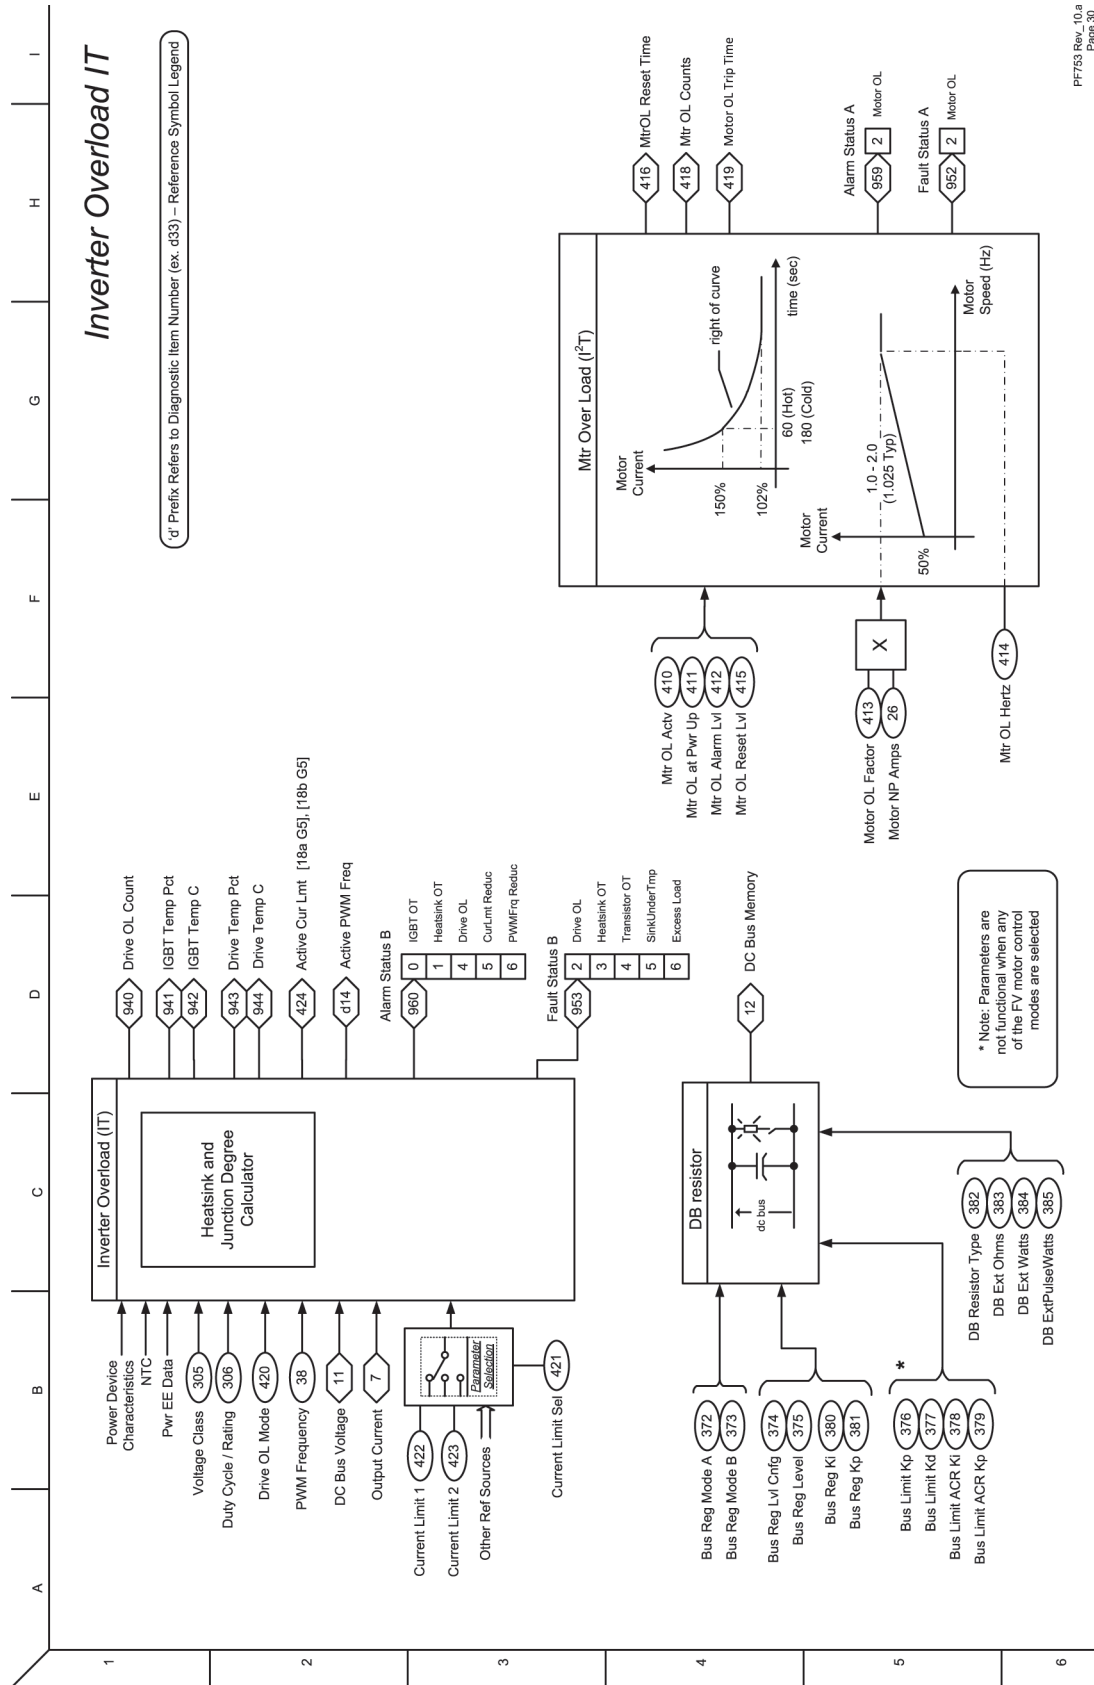 Inverter Overload IT
'd' Prefix Refers to Diagnostic Item Number (ex. d33) – Reference Symbol Legend
A
B
C
D
E
F
G
H
I
1
2
3
4
5
6
Inverter Overload (IT)
Heatsink and
Junction Degree
Calculator
Power Device
Characteristics
NTC
Pwr EE Data
Voltage Class 305
Duty Cycle / Rating 306
Drive OL Mode 420
PWM Frequency 38
DC Bus Voltage 11
Output Current 7
Current Limit 1 422
Current Limit 2 423
Other Ref Sources
Parameter
Selection
Current Limit Sel 421
940 Drive OL Count
941 IGBT Temp Pct
942 IGBT Temp C
943 Drive Temp Pct
944 Drive Temp C
424 Active Cur Lmt [18a G5], [18b G5]
d14 Active PWM Freq
Alarm Status B
960 0 IGBT OT
1 Heatsink OT
4 Drive OL
5 CurLmt Reduc
6 PWMFrq Reduc
Fault Status B
953 2 Drive OL
3 Heatsink OT
4 Transistor OT
5 SinkUnderTmp
6 Excess Load
DB resistor
dc bus
12 DC Bus Memory
Bus Reg Mode A 372
Bus Reg Mode B 373
Bus Reg Lvl Cnfg 374
Bus Reg Level 375
Bus Reg Ki 380
Bus Reg Kp 381
*
Bus Limit Kp 376
Bus Limit Kd 377
Bus Limit ACR Ki 378
Bus Limit ACR Kp 379
DB Resistor Type 382
DB Ext Ohms 383
DB Ext Watts 384
DB ExtPulseWatts 385
* Note: Parameters are
not functional when any
of the FV motor control
modes are selected
Mtr Over Load (I²T)
Motor
Current
150%
102%
right of curve
60 (Hot)
180 (Cold)
time (sec)
Motor
Current
1.0 - 2.0
(1.025 Typ)
50%
Motor
Speed (Hz)
Mtr OL Actv 410
Mtr OL at Pwr Up 411
Mtr OL Alarm Lvl 412
Mtr OL Reset Lvl 415
Motor OL Factor 413
Motor NP Amps 26
X
Mtr OL Hertz 414
416 MtrOL Reset Time
418 Mtr OL Counts
419 Motor OL Trip Time
Alarm Status A
959 2 Motor OL
Fault Status A
952 2 Motor OL
PF753 Rev_10.a
Page 30